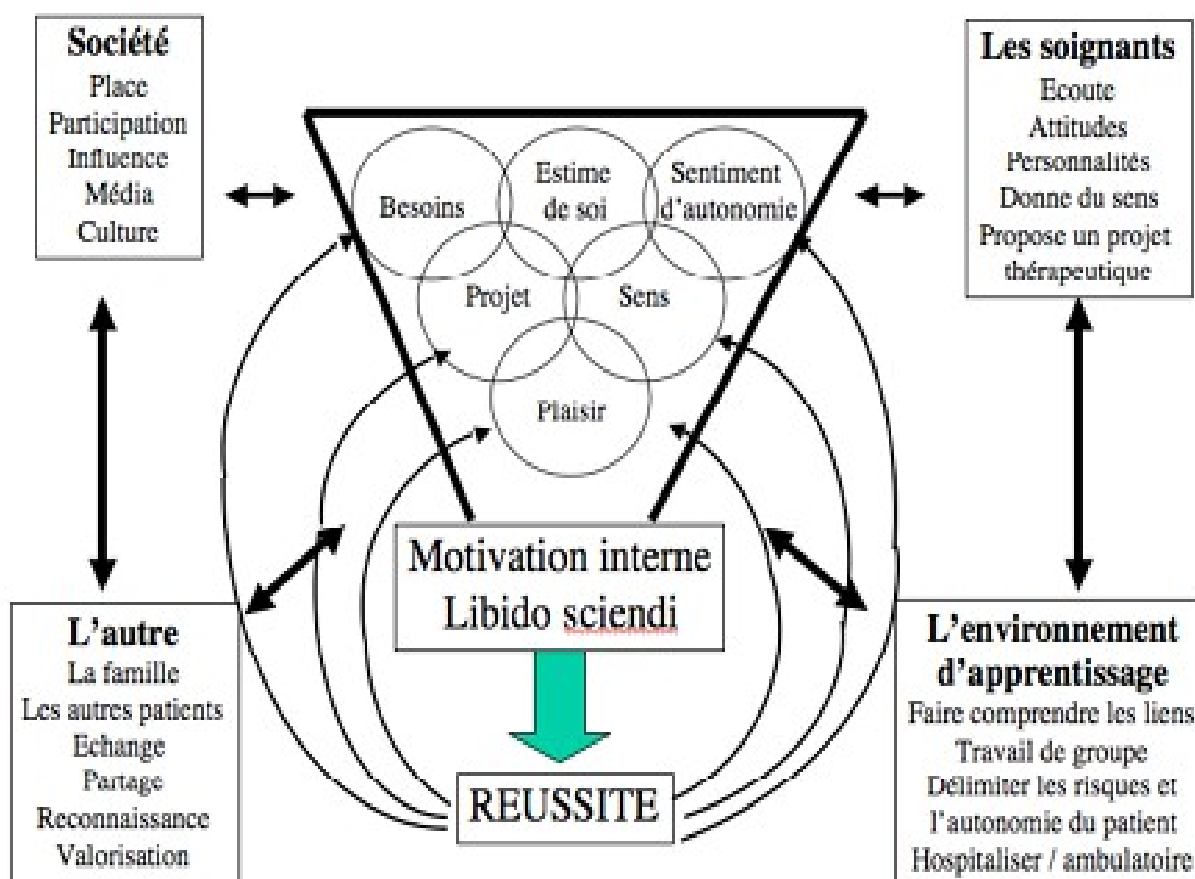 Société
Place
Participation
Influence
Média
Culture
Les soignants
Ecoute
Attitudes
Personnalités
Donne du sens
Propose un projet
thérapeutique
Besoins
Estime
de soi
Sentiment
d'autonomie
Projet
Sens
Plaisir
Motivation interne
Libido sciendi
REUSSITE
L'autre
La famille
Les autres patients
Echange
Partage
Reconnaissance
Valorisation
L'environnement
d'apprentissage
Faire comprendre les liens
Travail de groupe
Délimiter les risques et
l'autonomie du patient
Hospitaliser / ambulatoire